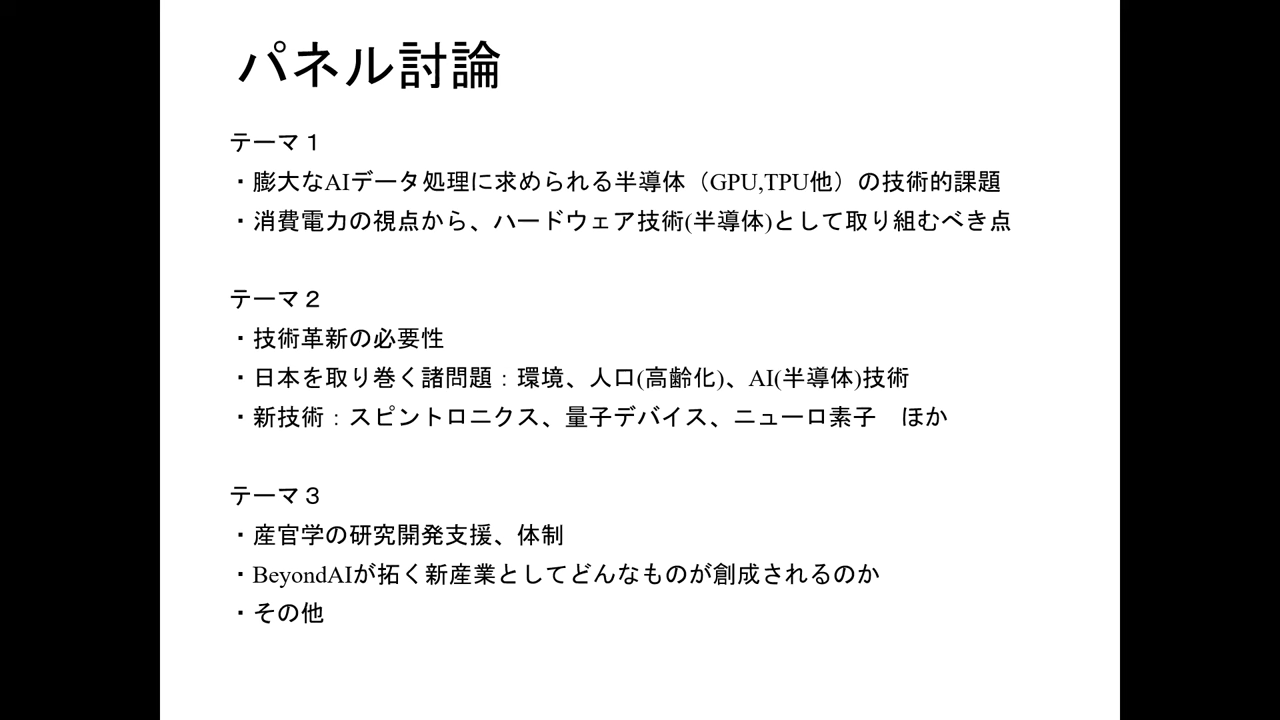 パネル討論
テーマ１
・膨大なAIデータ処理に求められる半導体（GPU,TPU他）の技術的課題
・消費電力の視点から、ハードウェア技術(半導体)として取り組むべき点
テーマ２
・技術革新の必要性
・日本を取り巻く諸問題：環境、人口(高齢化)、AI(半導体)技術
・新技術：スピントロニクス、量子デバイス、ニューロ素子　ほか
テーマ３
・産官学の研究開発支援、体制
・BeyondAIが拓く新産業としてどんなものが創成されるのか
・その他